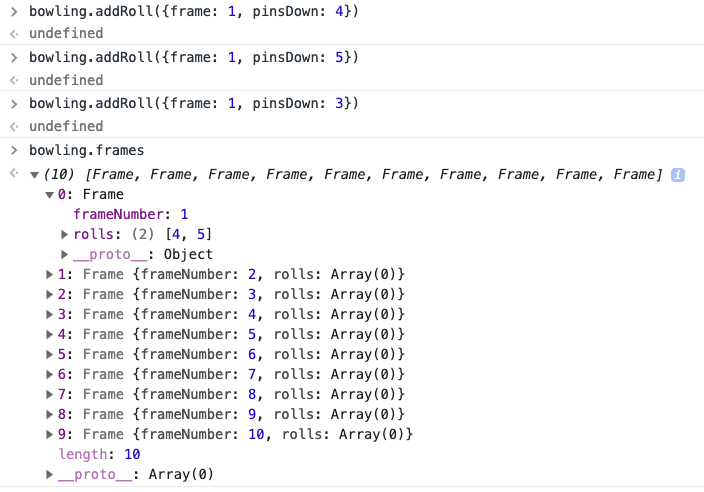 > bowling.addRoll({frame: 1, pinsDown: 4})
undefined
> bowling.addRoll({frame: 1, pinsDown: 5})
undefined
> bowling.addRoll({frame: 1, pinsDown: 3})
undefined
> bowling.frames
(10) [Frame, Frame, Frame, Frame, Frame, Frame, Frame, Frame, Frame, Frame] i
0: Frame
frameNumber: 1
rolls: (2) [4, 5]
__proto__: Object
1: Frame {frameNumber: 2, rolls: Array(0)}
2: Frame {frameNumber: 3, rolls: Array(0)}
3: Frame {frameNumber: 4, rolls: Array(0)}
4: Frame {frameNumber: 5, rolls: Array(0)}
5: Frame {frameNumber: 6, rolls: Array(0)}
6: Frame {frameNumber: 7, rolls: Array(0)}
7: Frame {frameNumber: 8, rolls: Array(0)}
8: Frame {frameNumber: 9, rolls: Array(0)}
9: Frame {frameNumber: 10, rolls: Array(0)}
length: 10
__proto__: Array(0)